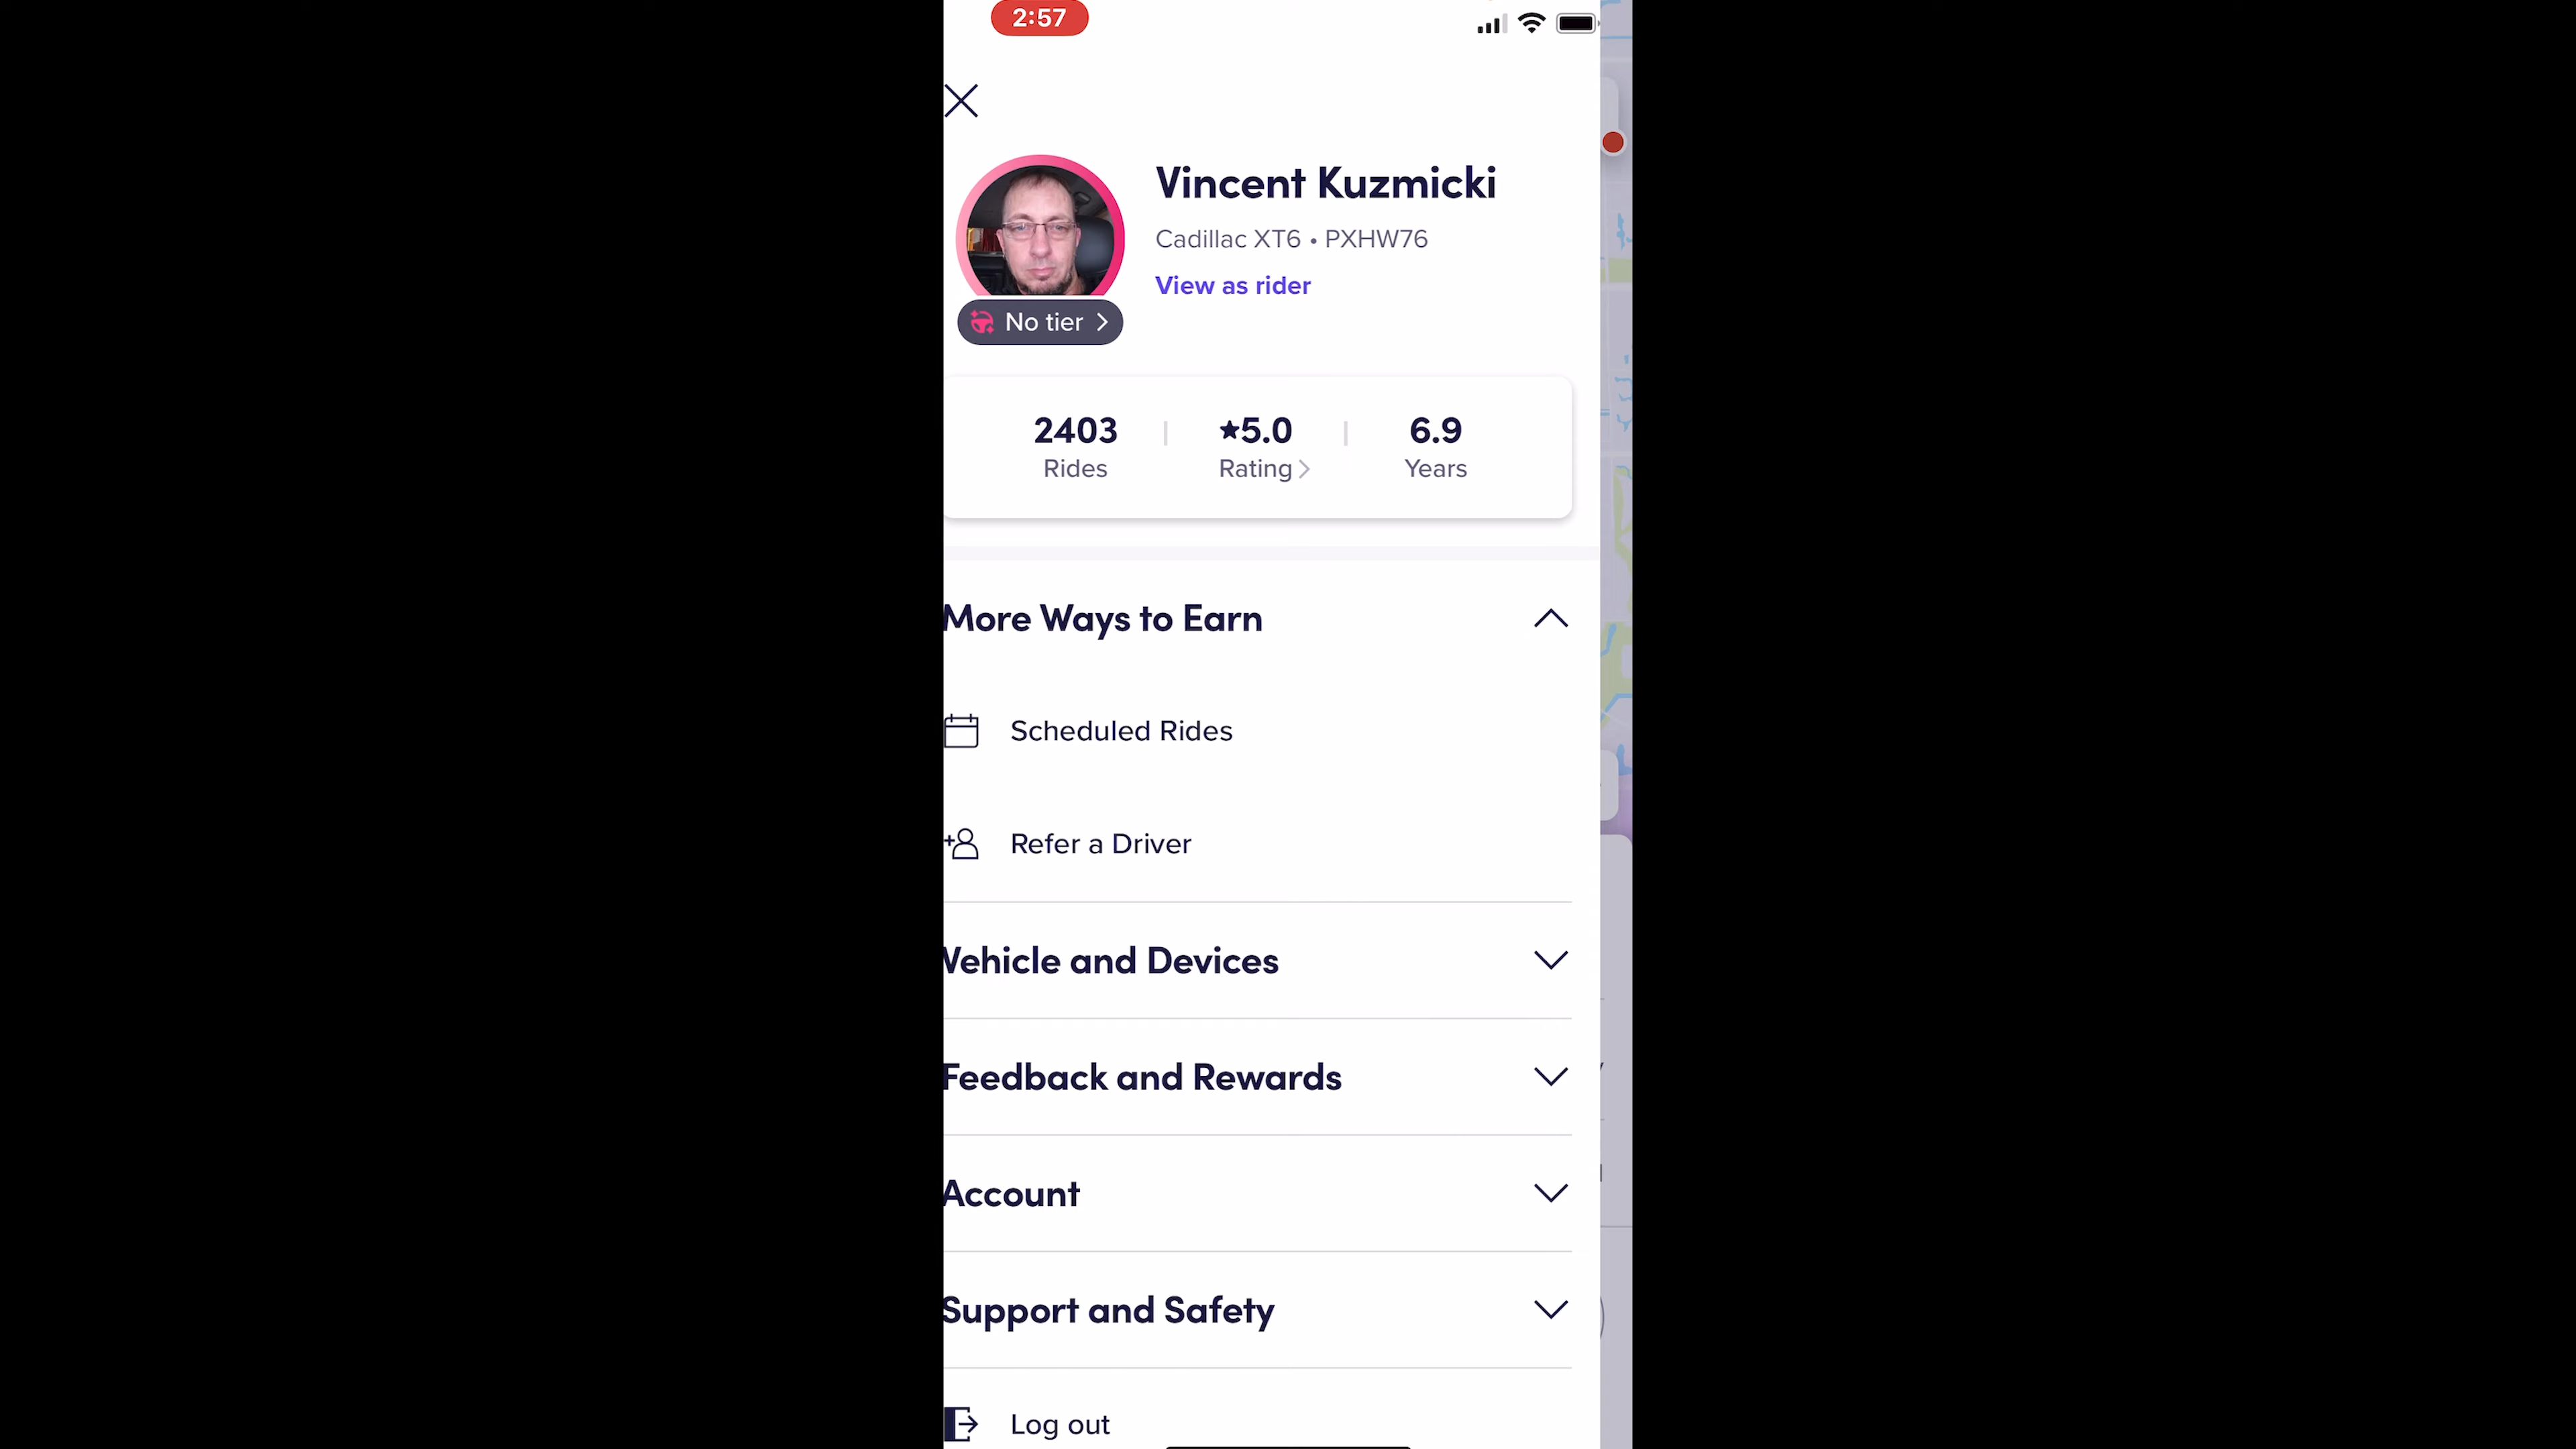 2:57
Vincent Kuzmicki
Cadillac XT6 • PXHW76
View as rider
No tier
2403 | ★5.0 | 6.9
Rides Rating Years
More Ways to Earn
Scheduled Rides
Refer a Driver
Vehicle and Devices
Feedback and Rewards
Account
Support and Safety
Log out